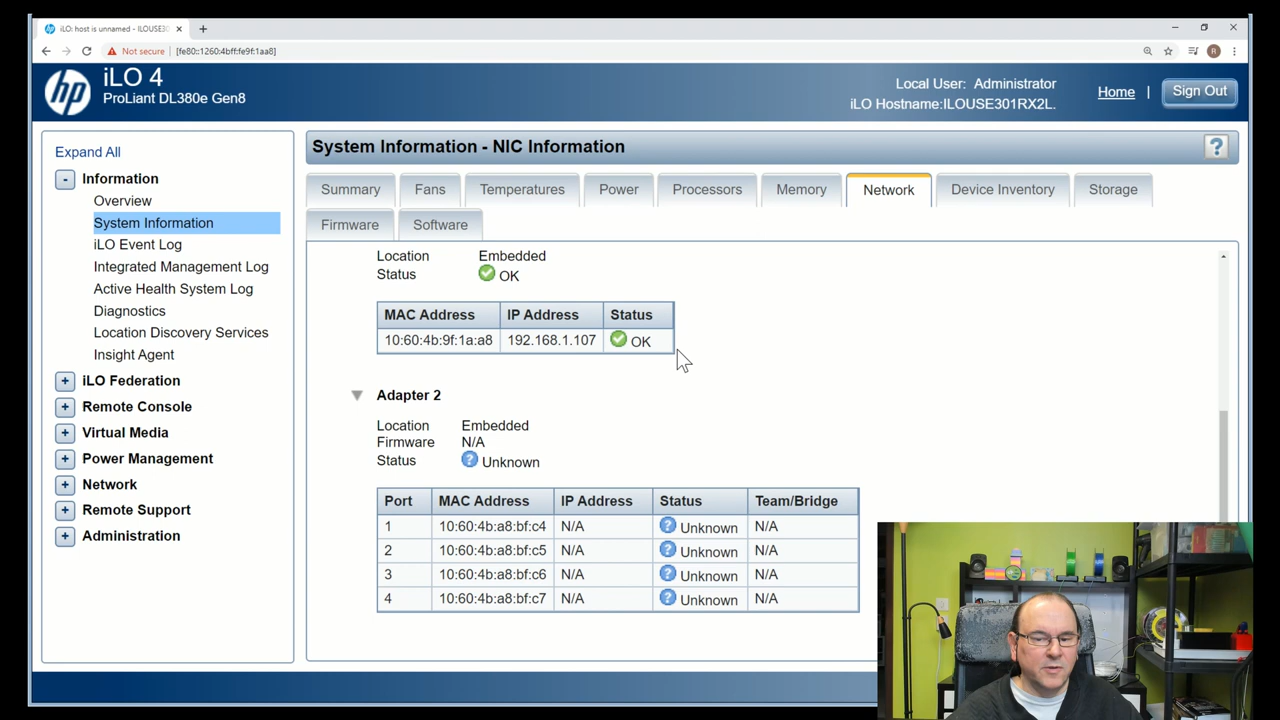 iLO: host is unnamed - ILOUSE30
Not secure | [fe80::1260:4bff:fe9f:1aa8]
R
hp
iLO 4
ProLiant DL380e Gen8
Local User: Administrator
iLO Hostname:ILOUSE301RX2L.
Home | Sign Out
Expand All
- Information
Overview
System Information
iLO Event Log
Integrated Management Log
Active Health System Log
Diagnostics
Location Discovery Services
Insight Agent
+ iLO Federation
+ Remote Console
+ Virtual Media
+ Power Management
+ Network
+ Remote Support
+ Administration
System Information - NIC Information ?
Summary Fans Temperatures Power Processors Memory Network Device Inventory Storage
Firmware Software
Location Embedded
Status OK
MAC Address IP Address Status
10:60:4b:9f:1a:a8 192.168.1.107 OK
Adapter 2
Location Embedded
Firmware N/A
Status ? Unknown
Port MAC Address IP Address Status Team/Bridge
1 10:60:4b:a8:bf:c4 N/A ? Unknown N/A
2 10:60:4b:a8:bf:c5 N/A ? Unknown N/A
3 10:60:4b:a8:bf:c6 N/A ? Unknown N/A
4 10:60:4b:a8:bf:c7 N/A ? Unknown N/A